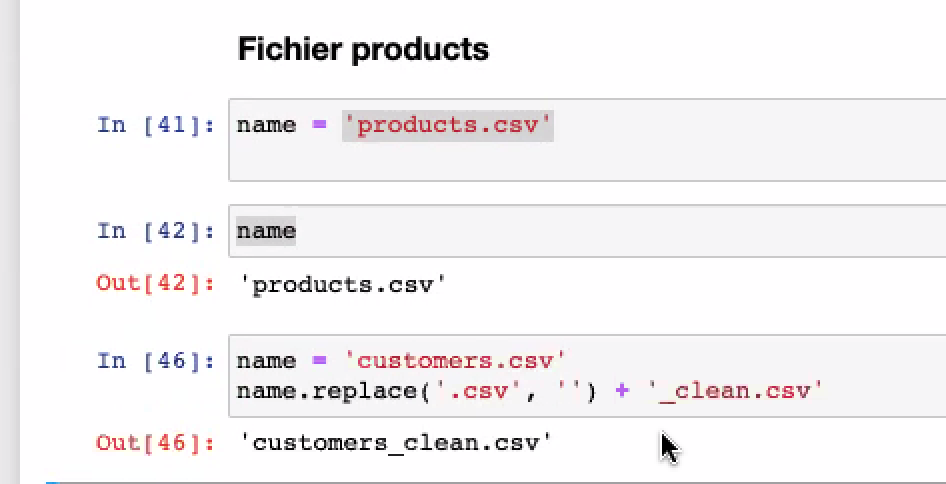 Fichier products
In [41]: name = 'products.csv'
In [42]: name
Out[42]: 'products.csv'
In [46]: name = 'customers.csv'
name.replace('.csv', '') + '_clean.csv'
Out[46]: 'customers_clean.csv'